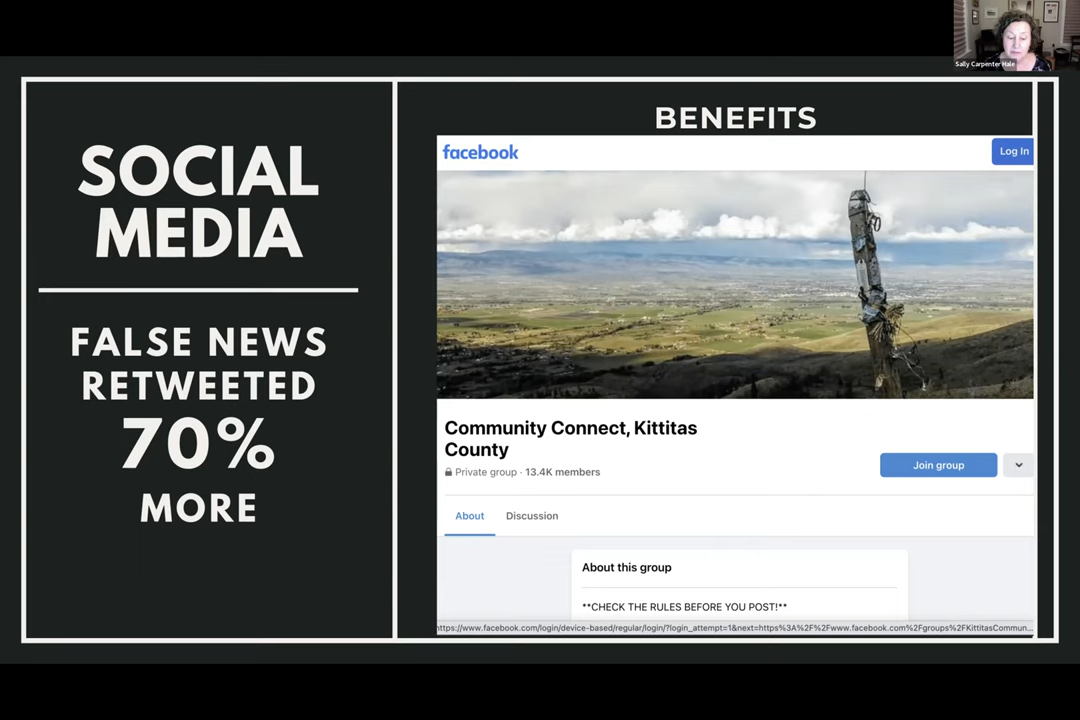 Sally Carpenter Hale
SOCIAL
MEDIA
FALSE NEWS
RETWEETED
70%
MORE
BENEFITS
facebook
Log In
Community Connect, Kittitas
County
Private group · 13.4K members
Join group
About
Discussion
About this group
**CHECK THE RULES BEFORE YOU POST!**
https://www.facebook.com/login/device-based/regular/login/?login_attempt=1&next=https%3A%2F%2Fwww.facebook.com%2Fgroups%2FKittitasCommun...